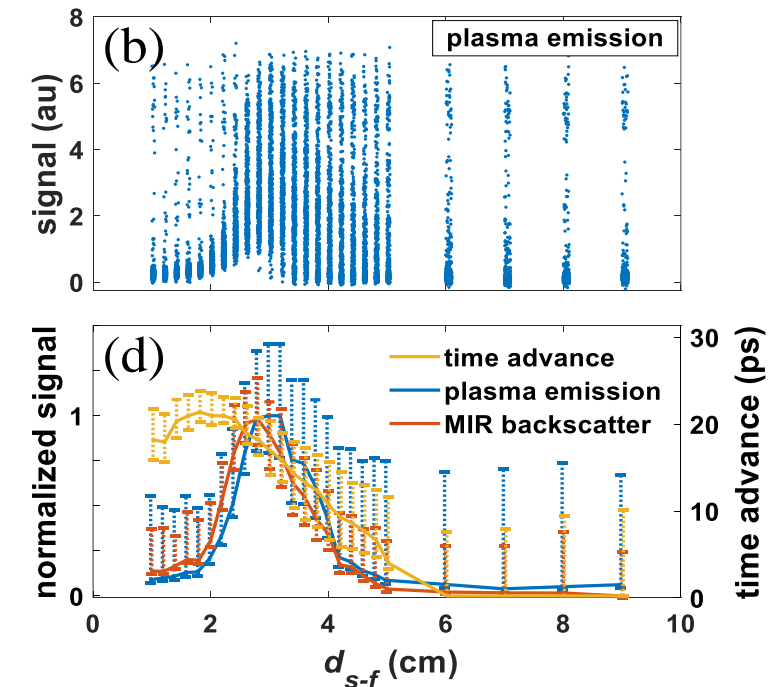 (b)
plasma emission
signal (au)
8
6
4
2
0
(d)
time advance
plasma emission
MIR backscatter
normalized signal
1
0
time advance (ps)
30
20
10
0
0 2 4 6 8 10
d_{s-f} (cm)